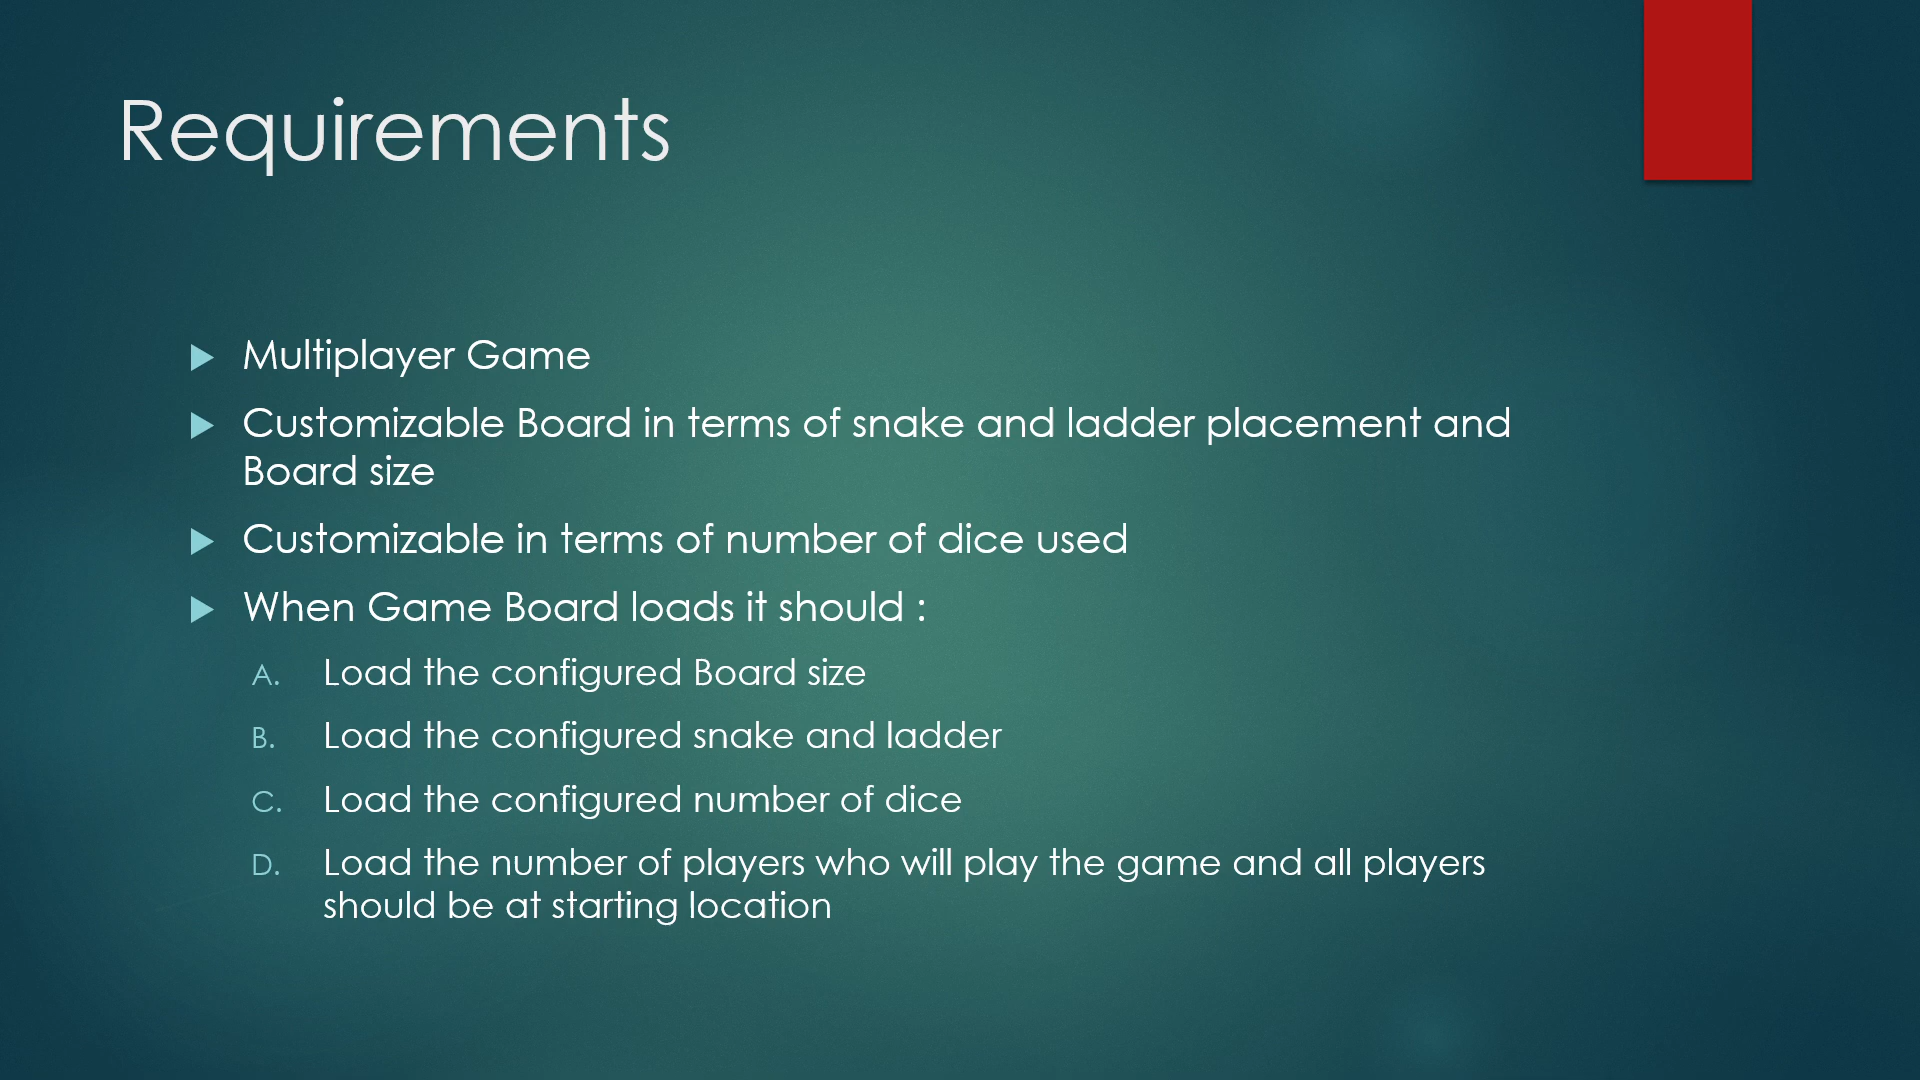 Requirements
Multiplayer Game
Customizable Board in terms of snake and ladder placement and
Board size
Customizable in terms of number of dice used
When Game Board loads it should :
A. Load the configured Board size
B. Load the configured snake and ladder
C. Load the configured number of dice
D. Load the number of players who will play the game and all players
should be at starting location